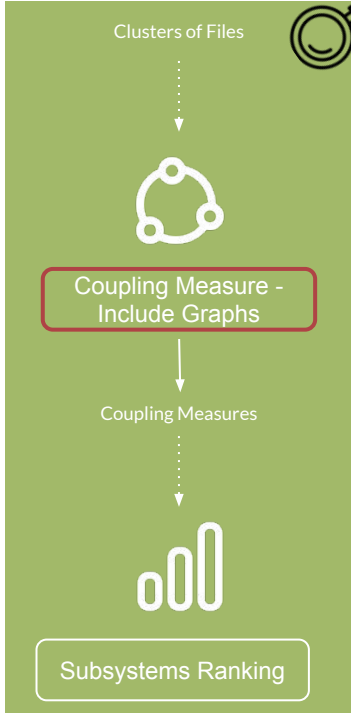 Clusters of Files
Coupling Measure -
Include Graphs
Coupling Measures
Subsystems Ranking